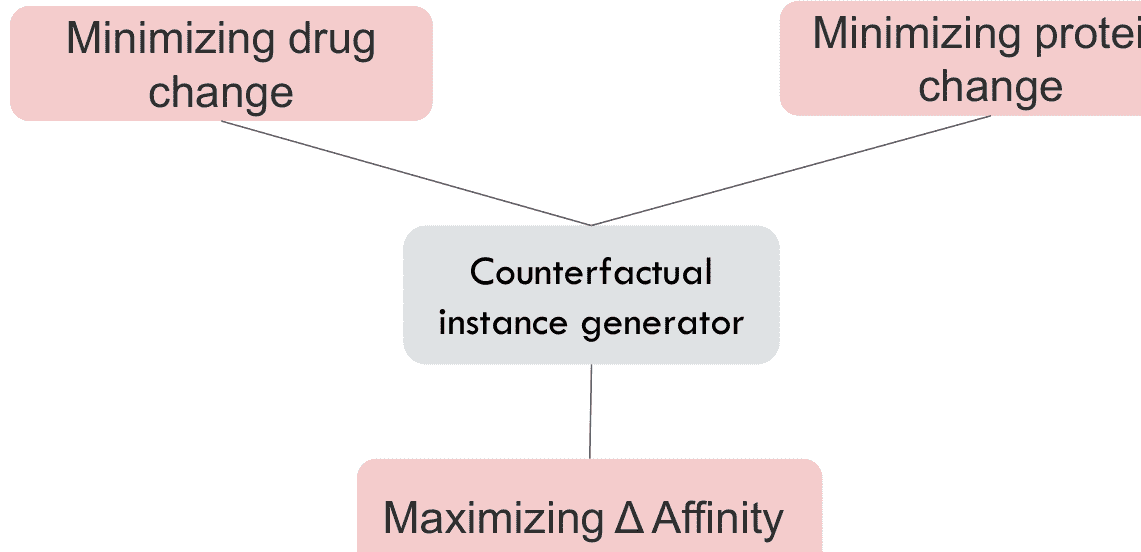 Minimizing drug
change
Minimizing protei
change
Counterfactual
instance generator
Maximizing Δ Affinity